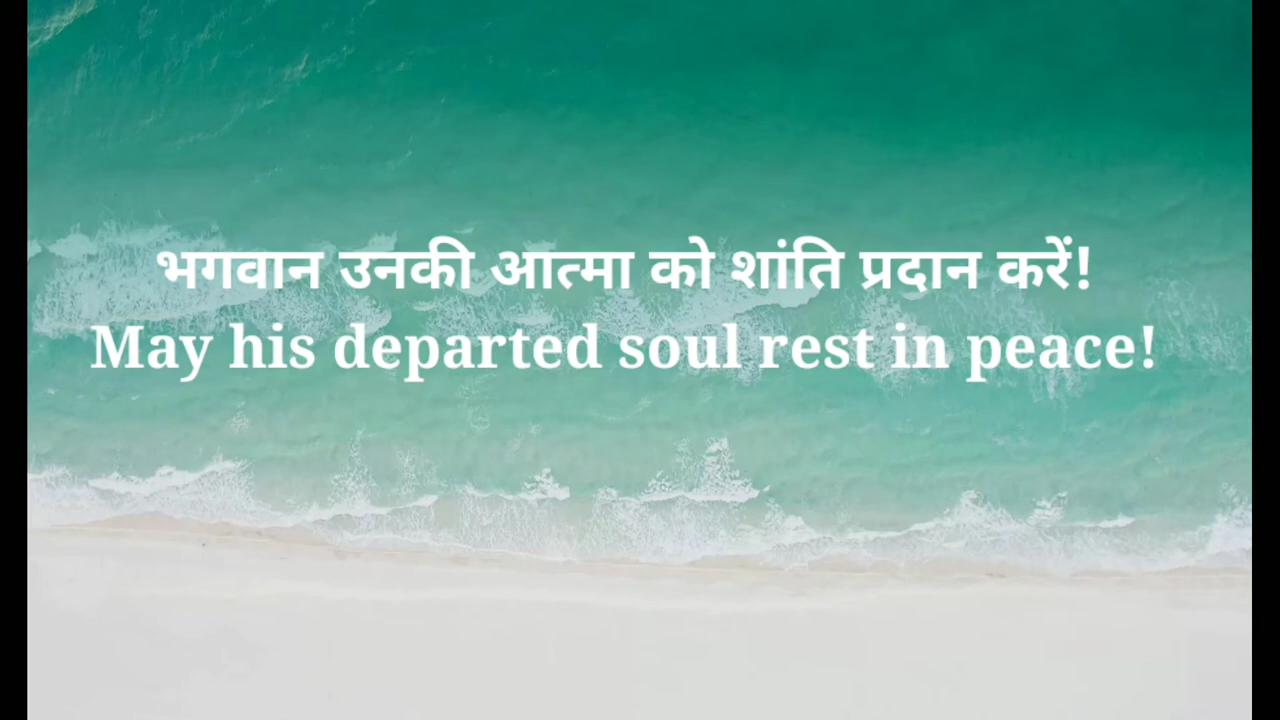 भगवान उनकी आत्मा को शांति प्रदान करें!
May his departed soul rest in peace!